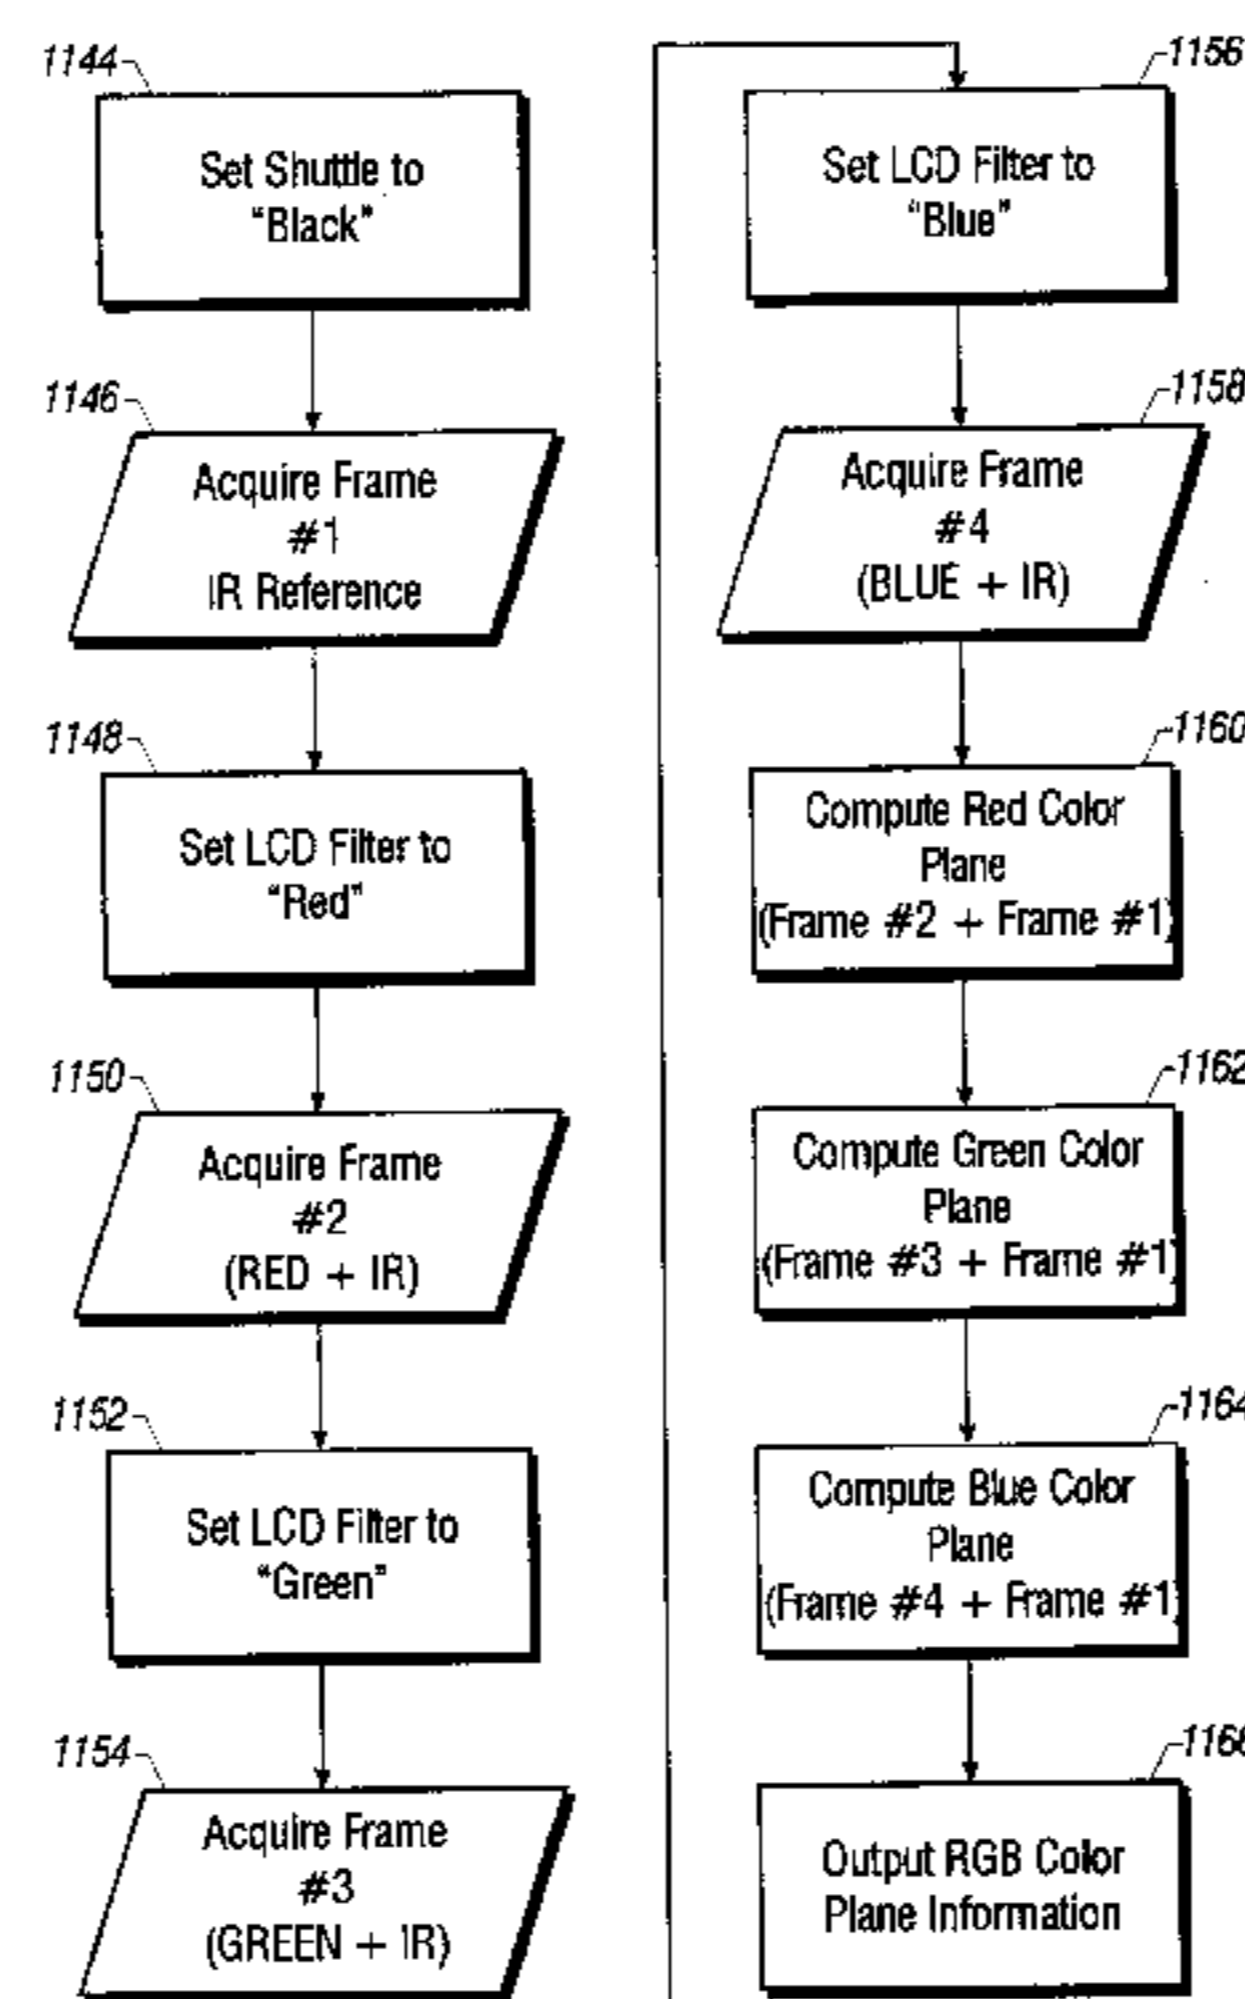 1144
Set Shuttle to
"Black"
1146
Acquire Frame
#1
IR Reference
1148
Set LCD Filter to
"Red"
1150
Acquire Frame
#2
(RED + IR)
1152
Set LCD Filter to
"Green"
1154
Acquire Frame
#3
(GREEN + IR)
1156
Set LCD Filter to
"Blue"
1158
Acquire Frame
#4
(BLUE + IR)
1160
Compute Red Color
Plane
(Frame #2 + Frame #1)
1162
Compute Green Color
Plane
(Frame #3 + Frame #1)
1164
Compute Blue Color
Plane
(Frame #4 + Frame #1)
1166
Output RGB Color
Plane Information